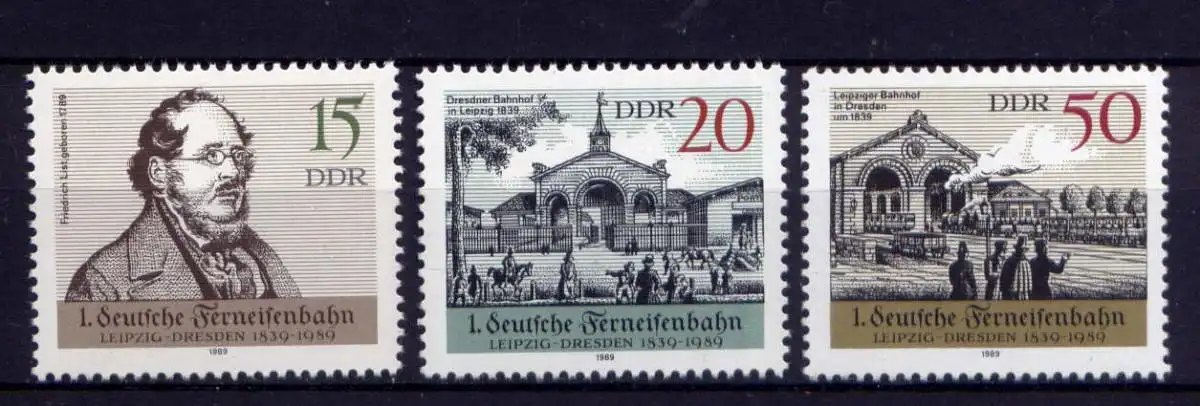 Friedrich List, geboren 1789
15
DDR
1. deutsche Ferneisenbahn
LEIPZIG-DRESDEN 1839-1989
1989
Dresdner Bahnhof
in Leipzig 1839
DDR 20
1. deutsche Ferneisenbahn
LEIPZIG-DRESDEN 1839-1989
1989
Leipziger Bahnhof
in Dresden
um 1839
DDR 50
1. deutsche Ferneisenbahn
LEIPZIG-DRESDEN 1839-1989
1989